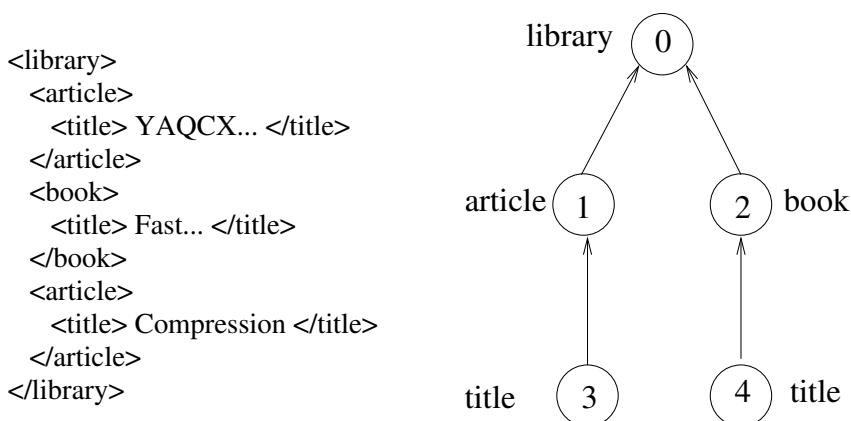 <library>
<article>
<title> YAQCX... </title>
</article>
<book>
<title> Fast... </title>
</book>
<article>
<title> Compression </title>
</article>
</library>
library 0
article 1 2 book
title 3 4 title